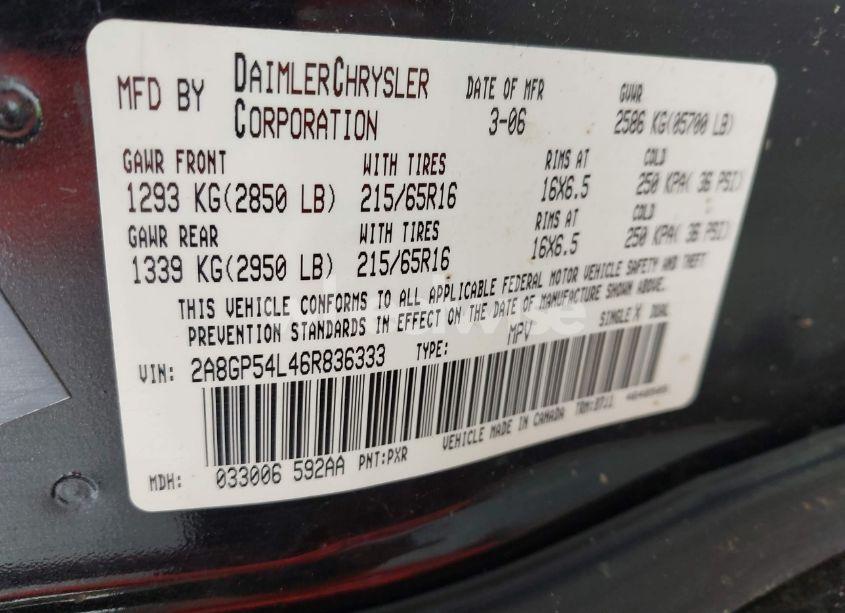 MFD BY DAIMLERCHRYSLER CORPORATION
DATE OF MFR 3-06
GVWR 2586 KG(05700 LB)
GAWR FRONT WITH TIRES RIMS AT COLD
1293 KG(2850 LB) 215/65R16 16X6.5 250 KPA( 36 PSI)
GAWR REAR WITH TIRES RIMS AT COLD
1339 KG(2950 LB) 215/65R16 16X6.5 250 KPA( 36 PSI)
THIS VEHICLE CONFORMS TO ALL APPLICABLE FEDERAL MOTOR VEHICLE SAFETY AND THEFT
PREVENTION STANDARDS IN EFFECT ON THE DATE OF MANUFACTURE SHOWN ABOVE.
VIN: 2A8GP54L46R836333 TYPE: MPV SINGLE X DUAL
VEHICLE MADE IN CANADA
MDH: 033006 592AA PNT:PXR